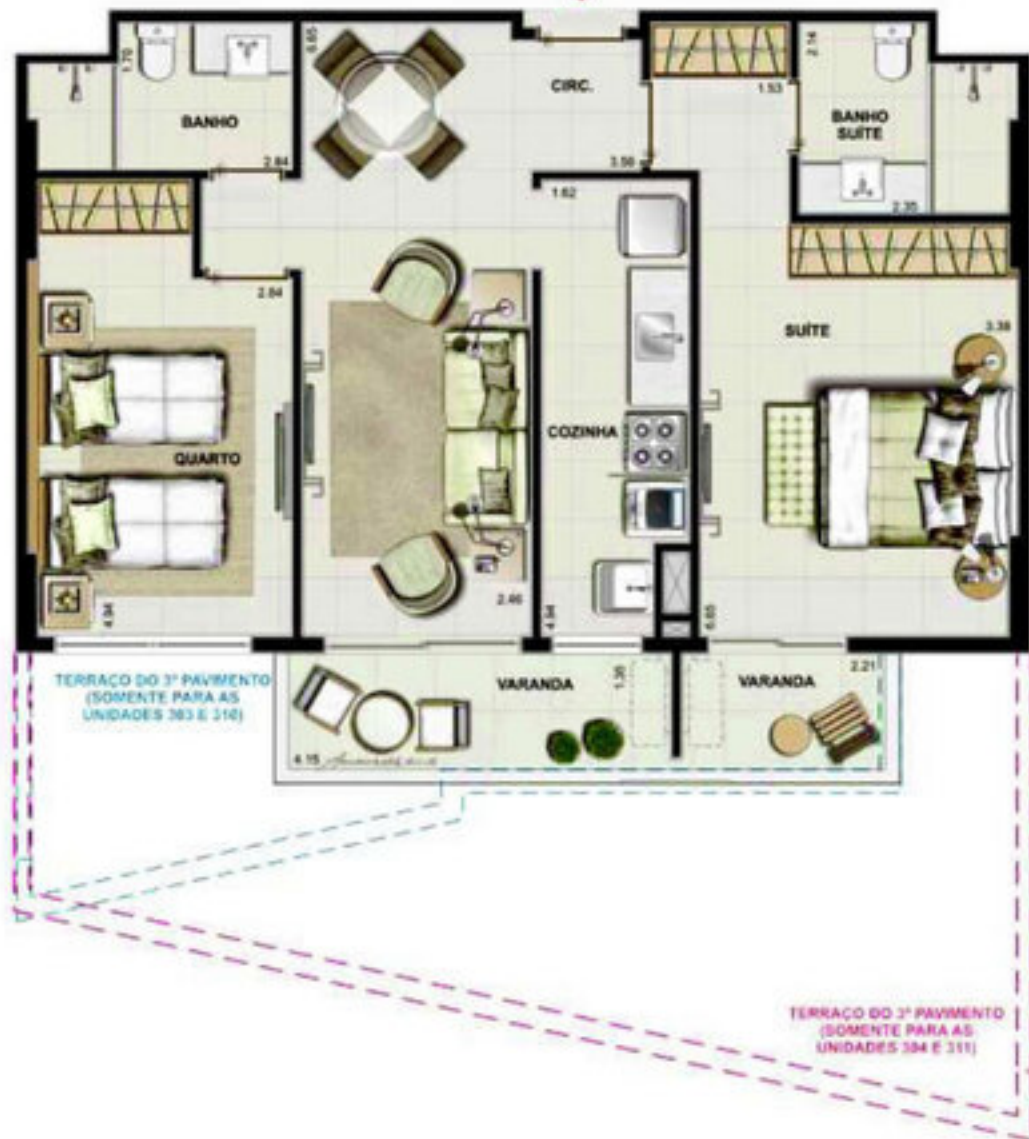 6.65
1.70
BANHO
2.84
CIRC.
3.56
1.53
2.14
BANHO
SUÍTE
2.35
1.62
2.84
SUÍTE
3.38
COZINHA
QUARTO
2.46
4.94
4.94
6.65
TERRAÇO DO 3º PAVIMENTO
(SOMENTE PARA AS
UNIDADES 303 E 310)
VARANDA
VARANDA
2.21
4.15
TERRAÇO DO 3º PAVIMENTO
(SOMENTE PARA AS
UNIDADES 304 E 311)